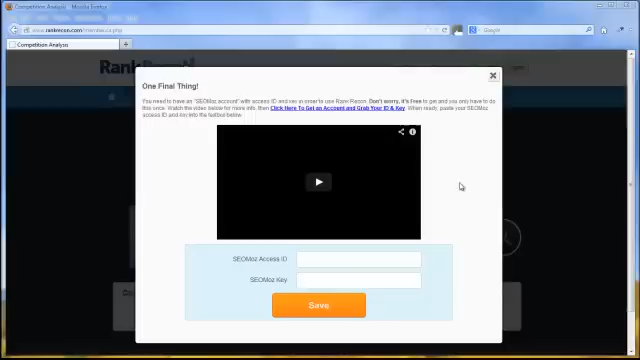 Competition Analysis - Mozilla Firefox
www.rankrecon.com/members.php
Google
Competition Analysis
RankRecon
One Final Thing!
You need to have an "SEOMoz account" with access ID and key in order to use Rank Recon. Don't worry, it's Free to get and you only have to do
this once. Watch the video below for more info, then Click Here To Get an Account and Grab Your ID & Key. When ready, paste your SEOMoz
access ID and key into the textbox below
SEOMoz Access ID
SEOMoz Key
Save